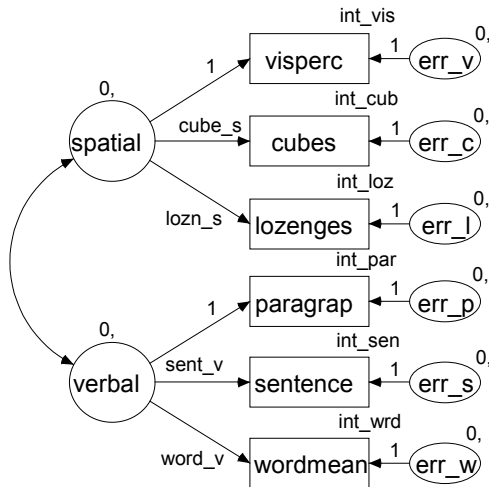 int_vis
0,
1
visperc
1
err_v
0,
int_cub
0,
spatial
cube_s
cubes
1
err_c
int_loz
0,
lozn_s
lozenges
1
err_l
int_par
0,
1
paragrap
1
err_p
0,
verbal
int_sen
0,
sent_v
sentence
1
err_s
int_wrd
0,
word_v
wordmean
1
err_w